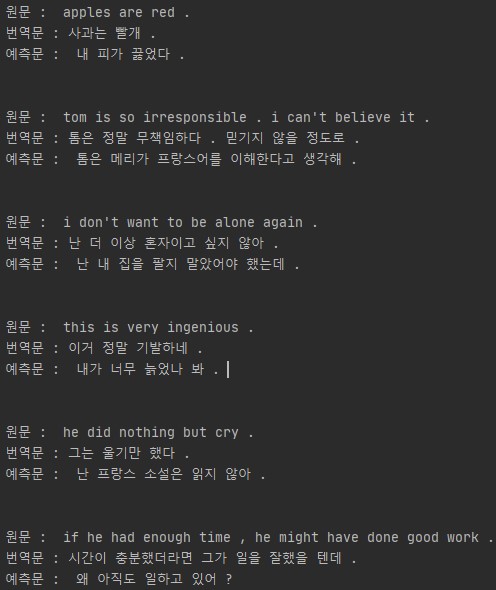 원문 :  apples are red .
번역문 : 사과는 빨개 .
예측문 :  내 피가 끓었다 .
원문 :  tom is so irresponsible . i can't believe it .
번역문 : 톰은 정말 무책임하다 . 믿기지 않을 정도로 .
예측문 :  톰은 메리가 프랑스어를 이해한다고 생각해 .
원문 :  i don't want to be alone again .
번역문 : 난 더 이상 혼자이고 싶지 않아 .
예측문 :  난 내 집을 팔지 말았어야 했는데 .
원문 :  this is very ingenious .
번역문 : 이거 정말 기발하네 .
예측문 :  내가 너무 늙었나 봐 .
원문 :  he did nothing but cry .
번역문 : 그는 울기만 했다 .
예측문 :  난 프랑스 소설은 읽지 않아 .
원문 :  if he had enough time , he might have done good work .
번역문 : 시간이 충분했더라면 그가 일을 잘했을 텐데 .
예측문 :  왜 아직도 일하고 있어 ?